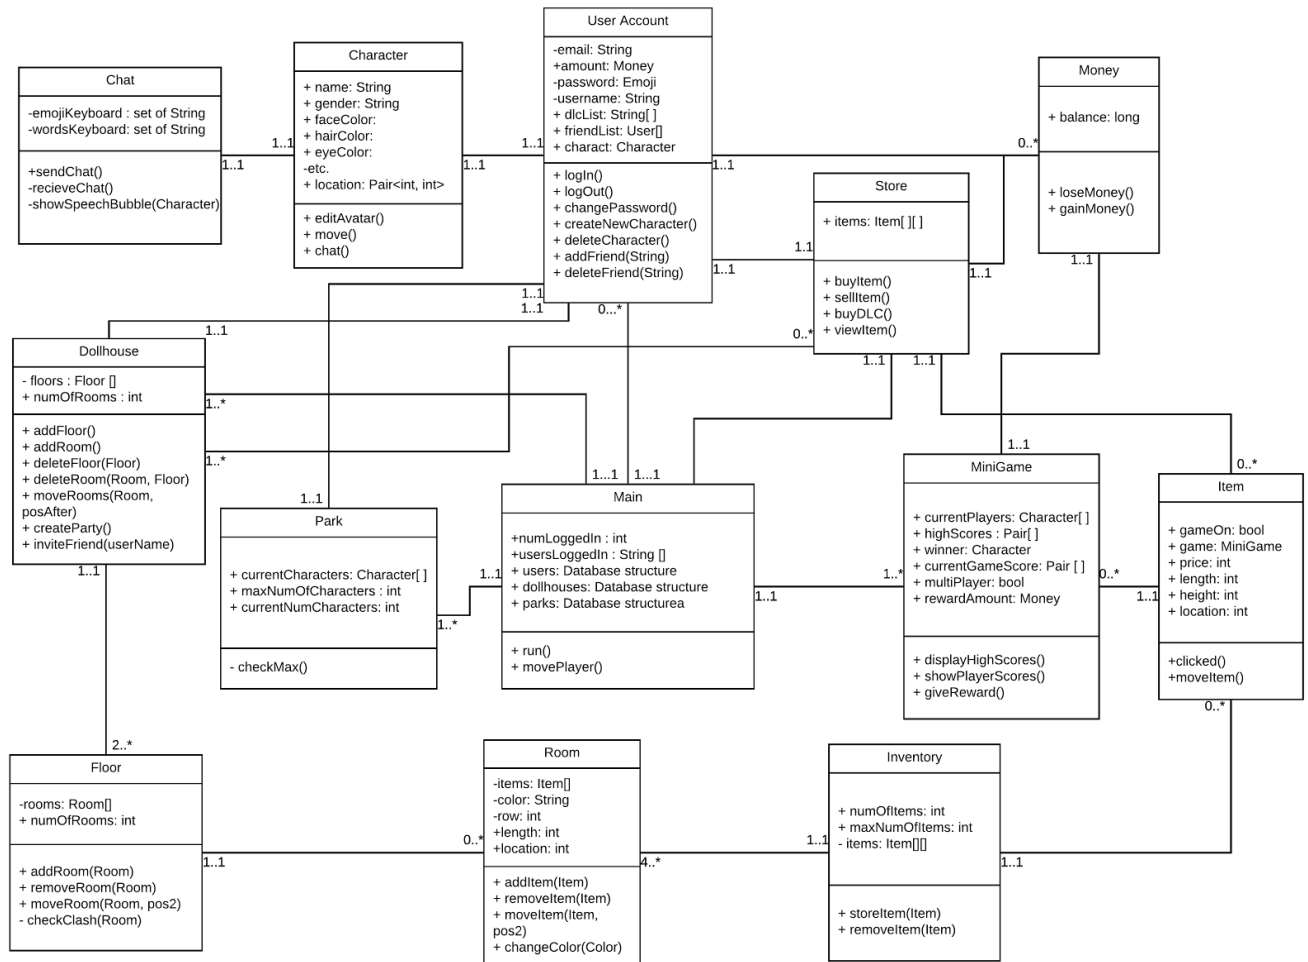 User Account
-email: String
+amount: Money
-password: Emoji
-username: String
+ dlcList: String[ ]
+ friendList: User[]
+ charact: Character
+ logIn()
+ logOut()
+ changePassword()
+ createNewCharacter()
+ deleteCharacter()
+ addFriend(String)
+ deleteFriend(String)
Character
+ name: String
+ gender: String
+ faceColor:
+ hairColor:
+ eyeColor:
-etc.
+ location: Pair<int, int>
+ editAvatar()
+ move()
+ chat()
Chat
-emojiKeyboard : set of String
-wordsKeyboard: set of String
+sendChat()
-recieveChat()
-showSpeechBubble(Character)
Money
+ balance: long
+ loseMoney()
+ gainMoney()
1..1
1..1
1..1
1..1
1..1
0..*
Store
+ items: Item[ ][ ]
+ buyItem()
+ sellItem()
+ buyDLC()
+ viewItem()
1.1
1..1
1..1
1..1
1..1
1..1
0...*
1..1
0..*
1..1
1..1
Dollhouse
- floors : Floor []
+ numOfRooms : int
+ addFloor()
+ addRoom()
+ deleteFloor(Floor)
+ deleteRoom(Room, Floor)
+ moveRooms(Room,
posAfter)
+ createParty()
+ inviteFriend(userName)
1..*
1..*
1..1
1..1
Park
+ currentCharacters: Character[ ]
+ maxNumOfCharacters : int
+ currentNumCharacters: int
- checkMax()
1..*
1..1
1...1
1...1
Main
+numLoggedIn : int
+usersLoggedIn : String []
+ users: Database structure
+ dollhouses: Database structure
+ parks: Database structurea
+ run()
+ movePlayer()
1..1
1..*
1..1
MiniGame
+ currentPlayers: Character[ ]
+ highScores : Pair[ ]
+ winner: Character
+ currentGameScore: Pair [ ]
+ multiPlayer: bool
+ rewardAmount: Money
+ displayHighScores()
+ showPlayerScores()
+ giveReward()
0..*
1..1
0..*
Item
+ gameOn: bool
+ game: MiniGame
+ price: int
+ length: int
+ height: int
+ location: int
+clicked()
+moveItem()
0..*
2..*
Floor
-rooms: Room[]
+ numOfRooms: int
+ addRoom(Room)
+ removeRoom(Room)
+ moveRoom(Room, pos2)
- checkClash(Room)
1..1
0..*
Room
-items: Item[]
-color: String
-row: int
+length: int
+location: int
+ addItem(Item)
+ removeItem(Item)
+ moveItem(Item,
pos2)
+ changeColor(Color)
4..*
1..1
Inventory
+ numOfItems: int
+ maxNumOfItems: int
- items: Item[][]
+ storeItem(Item)
+ removeItem(Item)
1..1